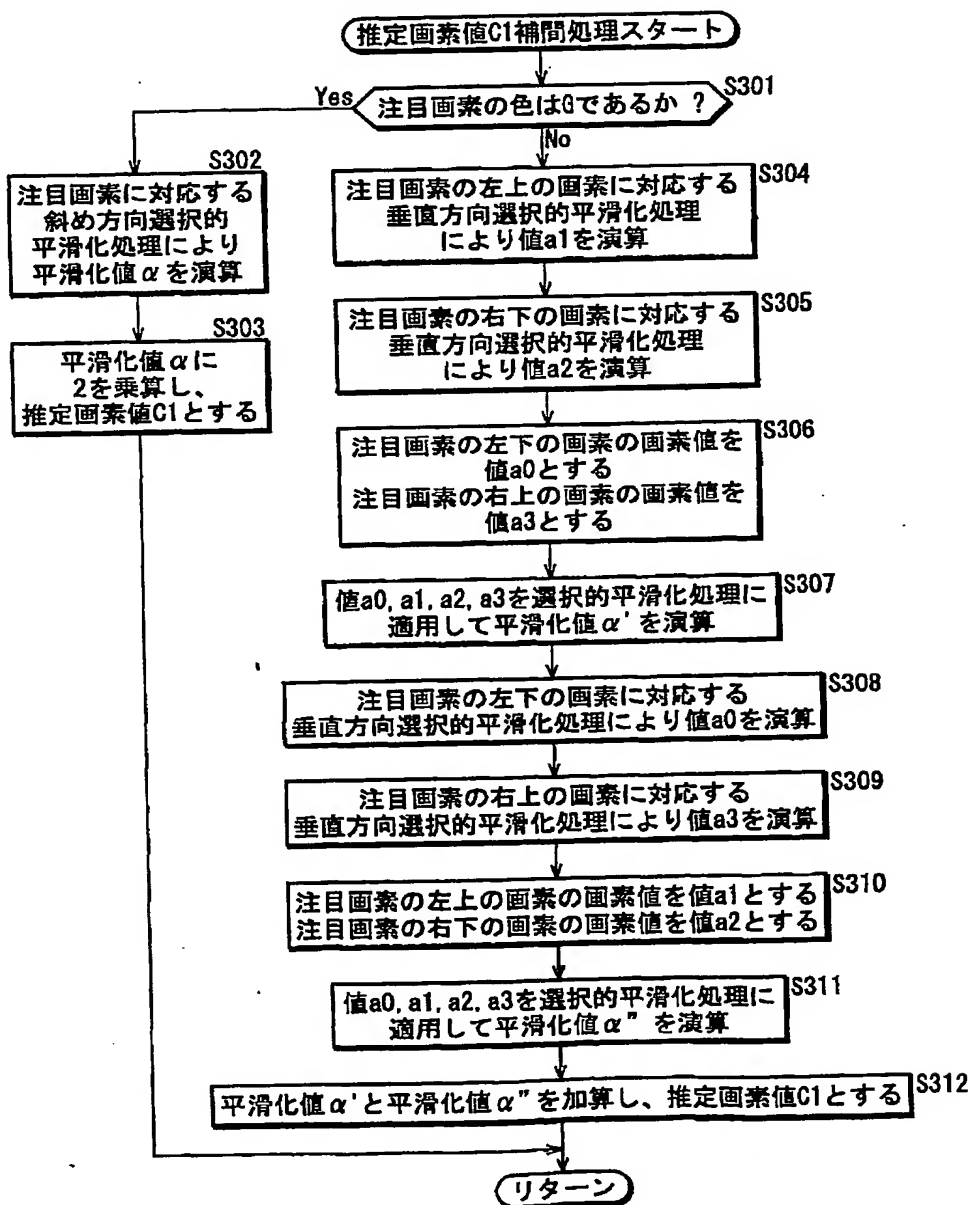 推定画素値C1補間処理スタート
S301
注目画素の色はGであるか ?
Yes
No
S302
注目画素に対応する
斜め方向選択的
平滑化処理により
平滑化値αを演算
S303
平滑化値αに
2を乗算し、
推定画素値C1とする
S304
注目画素の左上の画素に対応する
垂直方向選択的平滑化処理
により値a1を演算
S305
注目画素の右下の画素に対応する
垂直方向選択的平滑化処理
により値a2を演算
S306
注目画素の左下の画素の画素値を
値a0とする
注目画素の右上の画素の画素値を
値a3とする
S307
値a0, a1, a2, a3を選択的平滑化処理に
適用して平滑化値α'を演算
S308
注目画素の左下の画素に対応する
垂直方向選択的平滑化処理により値a0を演算
S309
注目画素の右上の画素に対応する
垂直方向選択的平滑化処理により値a3を演算
S310
注目画素の左上の画素の画素値を値a1とする
注目画素の右下の画素の画素値を値a2とする
S311
値a0, a1, a2, a3を選択的平滑化処理に
適用して平滑化値α"を演算
S312
平滑化値α'と平滑化値α"を加算し、推定画素値C1とする
リターン